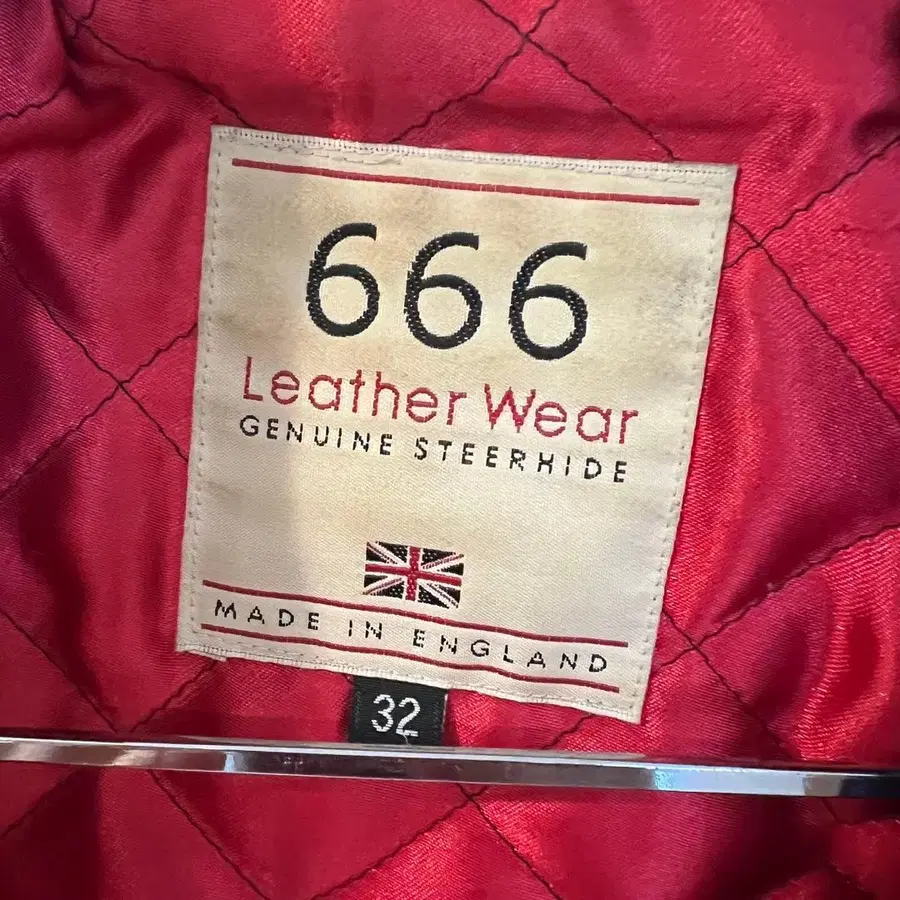 666
Leather Wear
GENUINE STEERHIDE
MADE IN ENGLAND
32